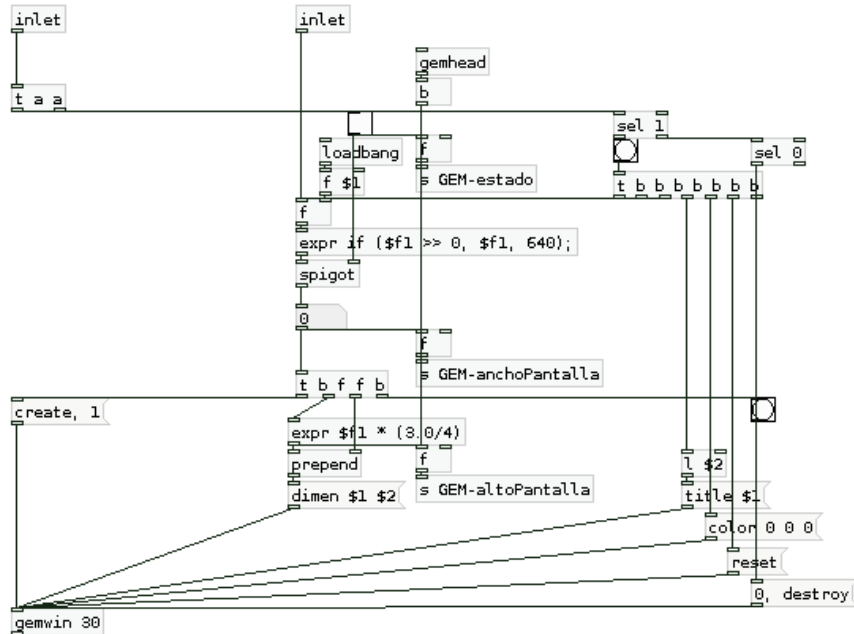 inlet
inlet
gemhead
b
t a a
sel 1
loadbang
f
sel 0
f $1
s GEM-estado
t b b b b b b
f
expr if ($f1 >> 0, $f1, 640);
spigot
0
f
s GEM-anchoPantalla
t b f f b
create, 1
expr $f1 * (3.0/4)
prepend
f
l $2
dimen $1 $2
s GEM-altoPantalla
title $1
color 0 0 0
reset
0, destroy
gemwin 30